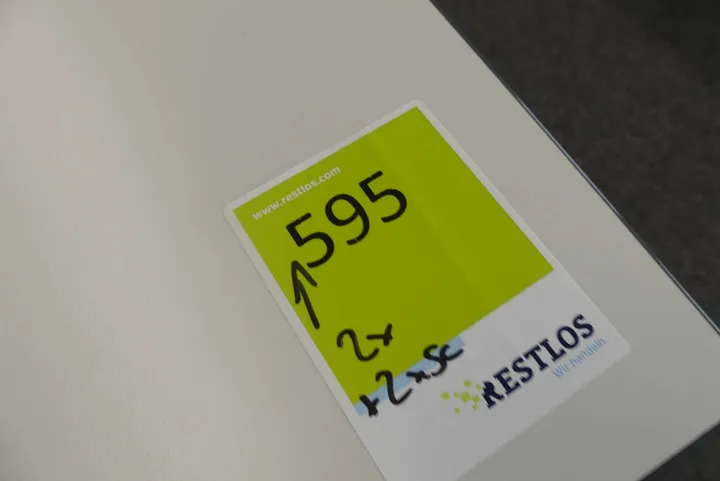 www.restlos.com
595
2x
+2xSC
RESTLOS
Wir handeln.